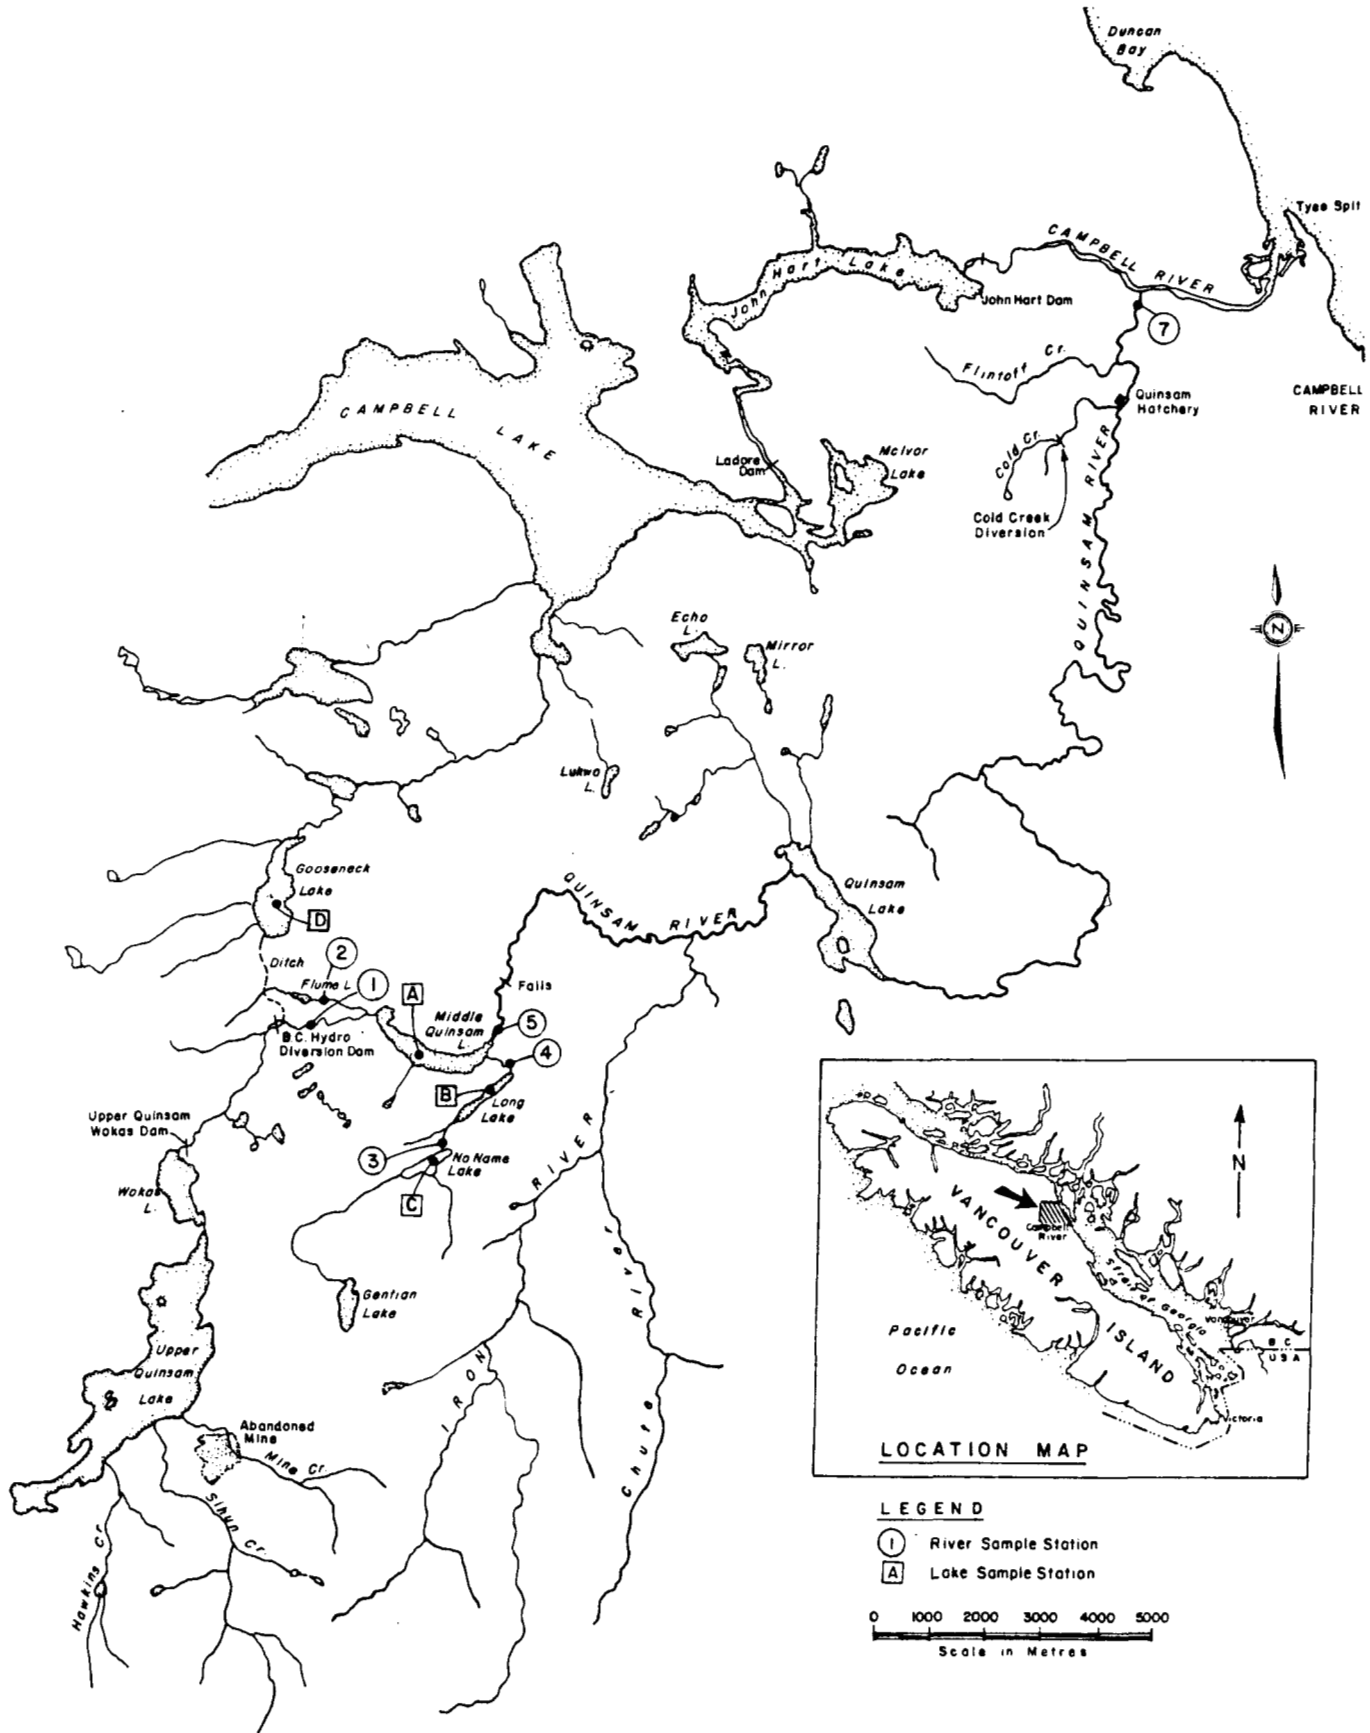 Duncan
Bay
Tyee Spit
CAMPBELL RIVER
John Hart Lake
John Hart Dam
7
Flintoff Cr.
Quinsam
Hatchery
CAMPBELL
RIVER
CAMPBELL LAKE
Ladore
Dam
McIvor
Lake
Cold Cr.
Cold Creek
Diversion
QUINSAM RIVER
N
Echo
L.
Mirror
L.
Lukwa
L.
Gooseneck
Lake
D
QUINSAM RIVER
Quinsam
Lake
Ditch
2
Flume L.
1
A
Falls
Middle
Quinsam
L.
5
B.C. Hydro
Diversion Dam
4
B
Long
Lake
Upper Quinsam
Wokas Dam
3
No Name
Lake
C
Wokas
L.
Gentian
Lake
IRON RIVER
Chute River
Upper
Quinsam
Lake
Abandoned
Mine
Mine Cr.
Sihun Cr.
Hawkins Cr.
N
VANCOUVER ISLAND
Campbell
River
Strait of Georgia
Vancouver
B.C.
U.S.A
Pacific
Ocean
Victoria
LOCATION MAP
LEGEND
1 River Sample Station
A Lake Sample Station
0 1000 2000 3000 4000 5000
Scale in Metres